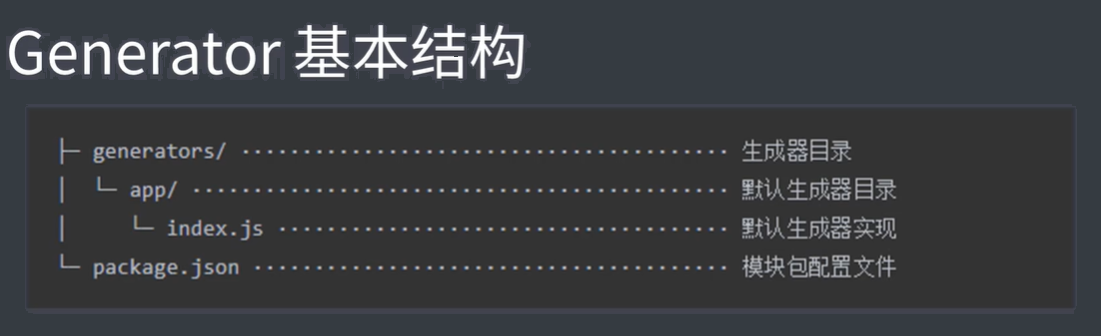 Generator 基本结构
├─ generators/ ······································· 生成器目录
│  └─ app/ ··········································· 默认生成器目录
│     └─ index.js ···································· 默认生成器实现
└─ package.json ······································ 模块包配置文件